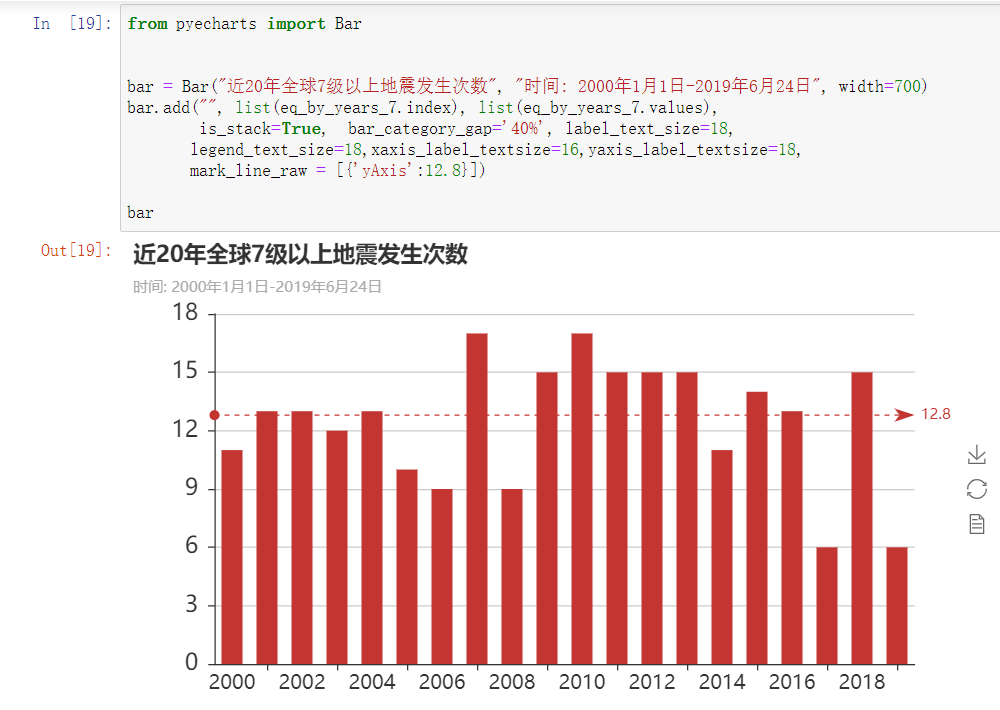 In [19]: from pyecharts import Bar
bar = Bar("近20年全球7级以上地震发生次数", "时间: 2000年1月1日-2019年6月24日", width=700)
bar.add("", list(eq_by_years_7.index), list(eq_by_years_7.values),
is_stack=True, bar_category_gap='40%', label_text_size=18,
legend_text_size=18,xaxis_label_textsize=16,yaxis_label_textsize=18,
mark_line_raw = [{'yAxis':12.8}])
bar
Out[19]: 近20年全球7级以上地震发生次数
时间: 2000年1月1日-2019年6月24日
18
15
12.8
12
9
6
3
0
2000 2002 2004 2006 2008 2010 2012 2014 2016 2018